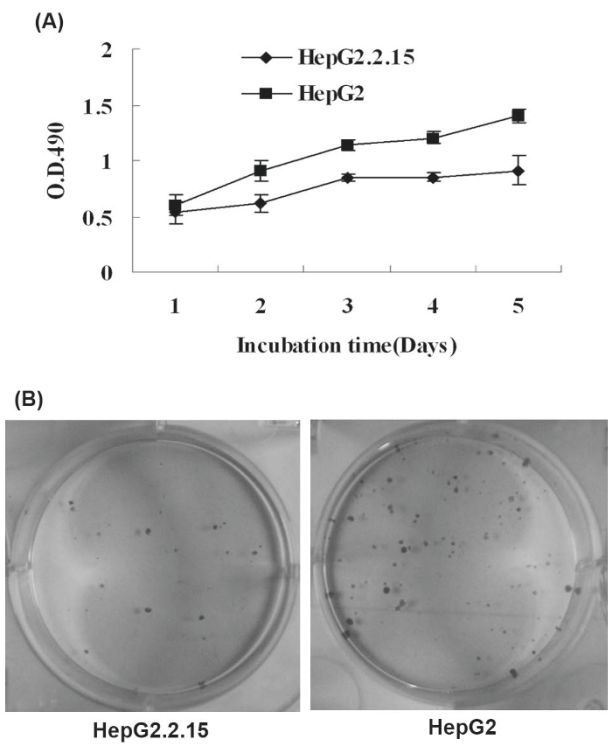 (A)
2
1.5
1
0.5
0
O.D.490
HepG2.2.15
HepG2
1 2 3 4 5
Incubation time(Days)
(B)
HepG2.2.15
HepG2